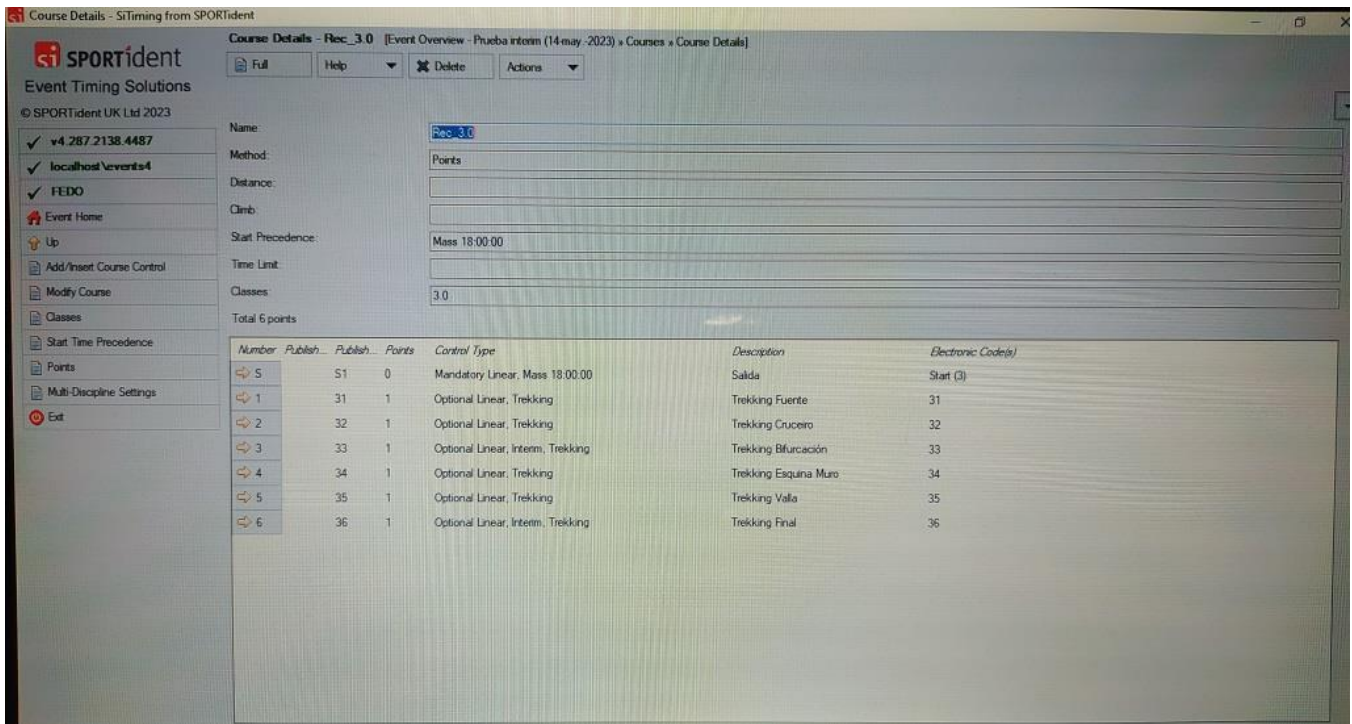 Course Details - SiTiming from SPORTident
SPORTident
Event Timing Solutions
© SPORTident UK Ltd 2023
v4.287.2138.4487
localhost\events4
FEDO
Event Home
Up
Add/Insert Course Control
Modify Course
Classes
Start Time Precedence
Points
Multi-Discipline Settings
Exit
Course Details - Rec_3.0 [Event Overview - Prueba interim (14-may.-2023) » Courses » Course Details]
Full Help Delete Actions
Name: Rec_3.0
Method: Points
Distance:
Climb:
Start Precedence: Mass 18:00:00
Time Limit:
Classes: 3.0
Total 6 points
Number Publish... Publish... Points Control Type Description Electronic Code(s)
S S1 0 Mandatory Linear, Mass 18:00:00 Salida Start (3)
1 31 1 Optional Linear, Trekking Trekking Fuente 31
2 32 1 Optional Linear, Trekking Trekking Cruceiro 32
3 33 1 Optional Linear, Interim, Trekking Trekking Bifurcación 33
4 34 1 Optional Linear, Trekking Trekking Esquina Muro 34
5 35 1 Optional Linear, Trekking Trekking Valla 35
6 36 1 Optional Linear, Interim, Trekking Trekking Final 36